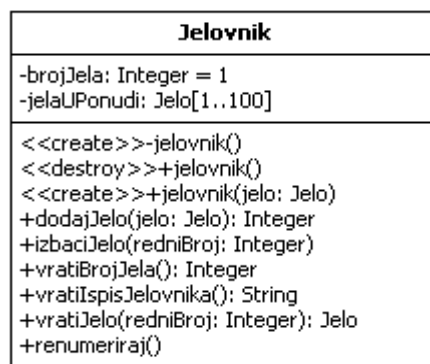 Jelovnik
-brojJela: Integer = 1
-jelaUPonudi: Jelo[1..100]
<<create>>-jelovnik()
<<destroy>>+jelovnik()
<<create>>+jelovnik(jelo: Jelo)
+dodajJelo(jelo: Jelo): Integer
+izbaciJelo(redniBroj: Integer)
+vratiBrojJela(): Integer
+vratiIspisJelovnika(): String
+vratiJelo(redniBroj: Integer): Jelo
+renumeriraj()